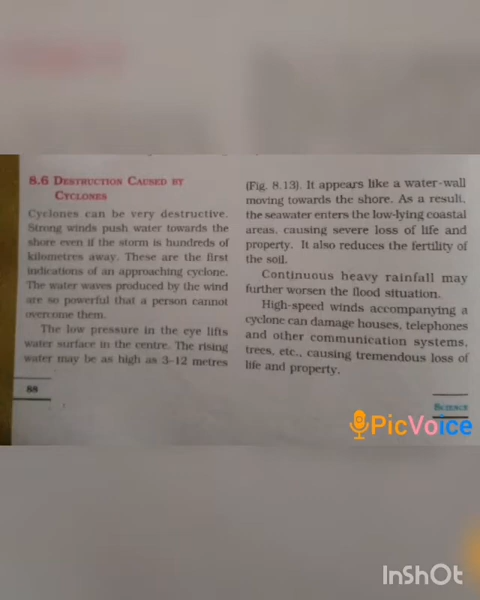 8.6 DESTRUCTION CAUSED BY
CYCLONES
Cyclones can be very destructive.
Strong winds push water towards the
shore even if the storm is hundreds of
kilometres away. These are the first
indications of an approaching cyclone.
The water waves produced by the wind
are so powerful that a person cannot
overcome them.
The low pressure in the eye lifts
water surface in the centre. The rising
water may be as high as 3–12 metres
88
(Fig. 8.13). It appears like a water-wall
moving towards the shore. As a result,
the seawater enters the low-lying coastal
areas, causing severe loss of life and
property. It also reduces the fertility of
the soil.
Continuous heavy rainfall may
further worsen the flood situation.
High-speed winds accompanying a
cyclone can damage houses, telephones
and other communication systems,
trees, etc., causing tremendous loss of
life and property.
SCIENCE
PicVoice
InShOt